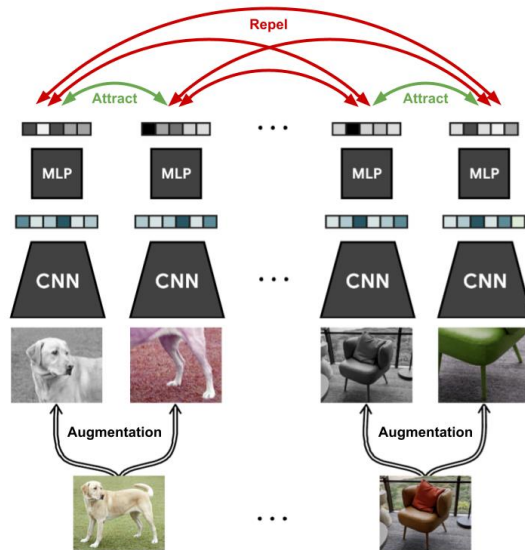 Repel
Attract
Attract
...
MLP
MLP
MLP
MLP
CNN
CNN
...
CNN
CNN
Augmentation
Augmentation
...